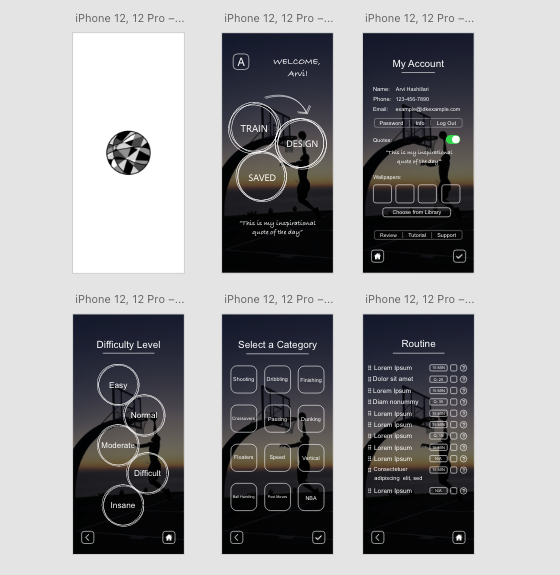 iPhone 12, 12 Pro –...
iPhone 12, 12 Pro –...
iPhone 12, 12 Pro –...
A
WELCOME,
Arvi!
TRAIN
DESIGN
SAVED
"This is my inspirational
quote of the day"
My Account
Name: Arvi Hashllari
Phone: 123-456-7890
Email: example@dkexample.com
Password Info Log Out
Quotes:
"This is my inspirational
quote of the day"
Wallpapers:
Choose from Library
Review Tutorial Support
iPhone 12, 12 Pro –...
iPhone 12, 12 Pro –...
iPhone 12, 12 Pro –...
Difficulty Level
Easy
Normal
Moderate
Difficult
Insane
Select a Category
Shooting Dribbling Finishing
Crossovers Passing Dunking
Floaters Speed Vertical
Ball Handling Post Moves NBA
Routine
Lorem Ipsum
Dolor sit amet
Lorem Ipsum
Diam nonummy
Lorem Ipsum
Lorem Ipsum
Lorem Ipsum
Lorem Ipsum
Lorem Ipsum
Consectetuer
adipiscing elit, sed
Lorem Ipsum N/A